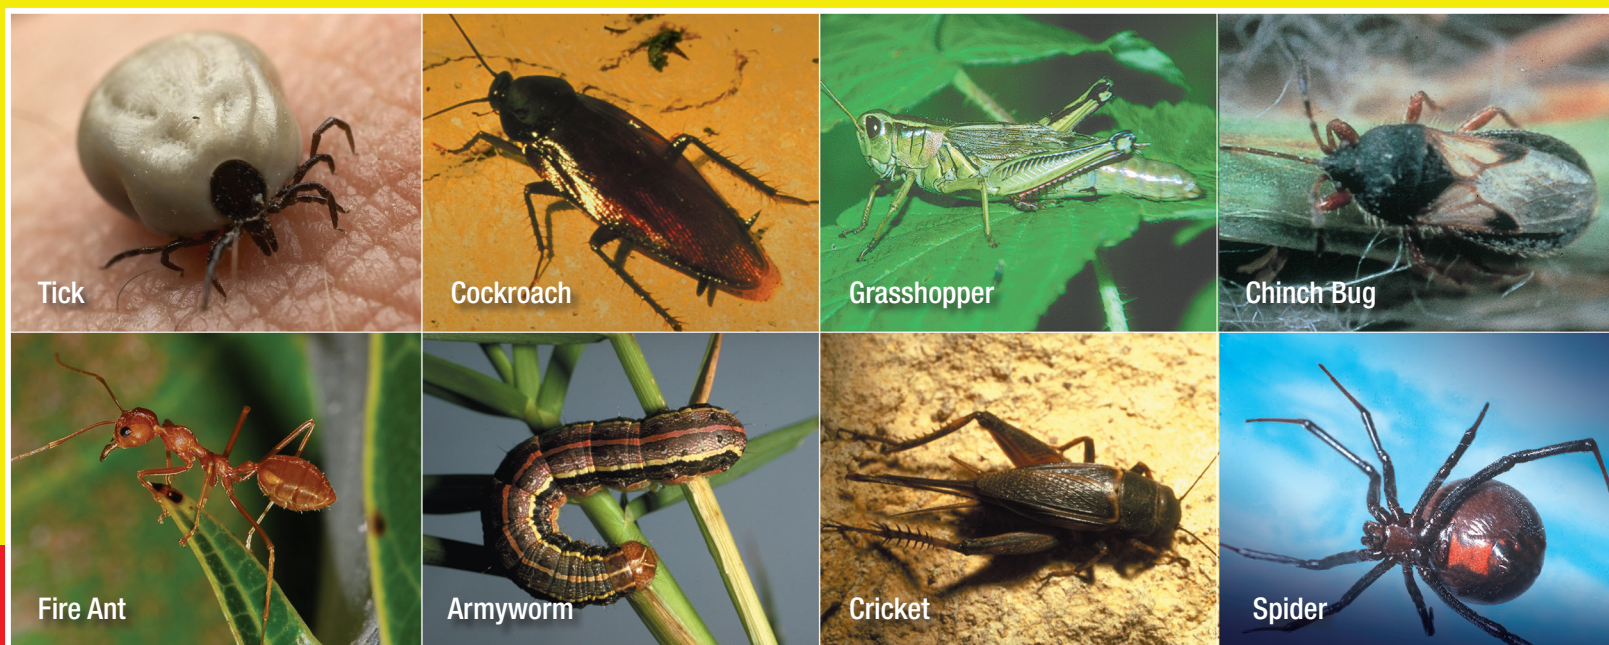 Tick
Cockroach
Grasshopper
Chinch Bug
Fire Ant
Armyworm
Cricket
Spider